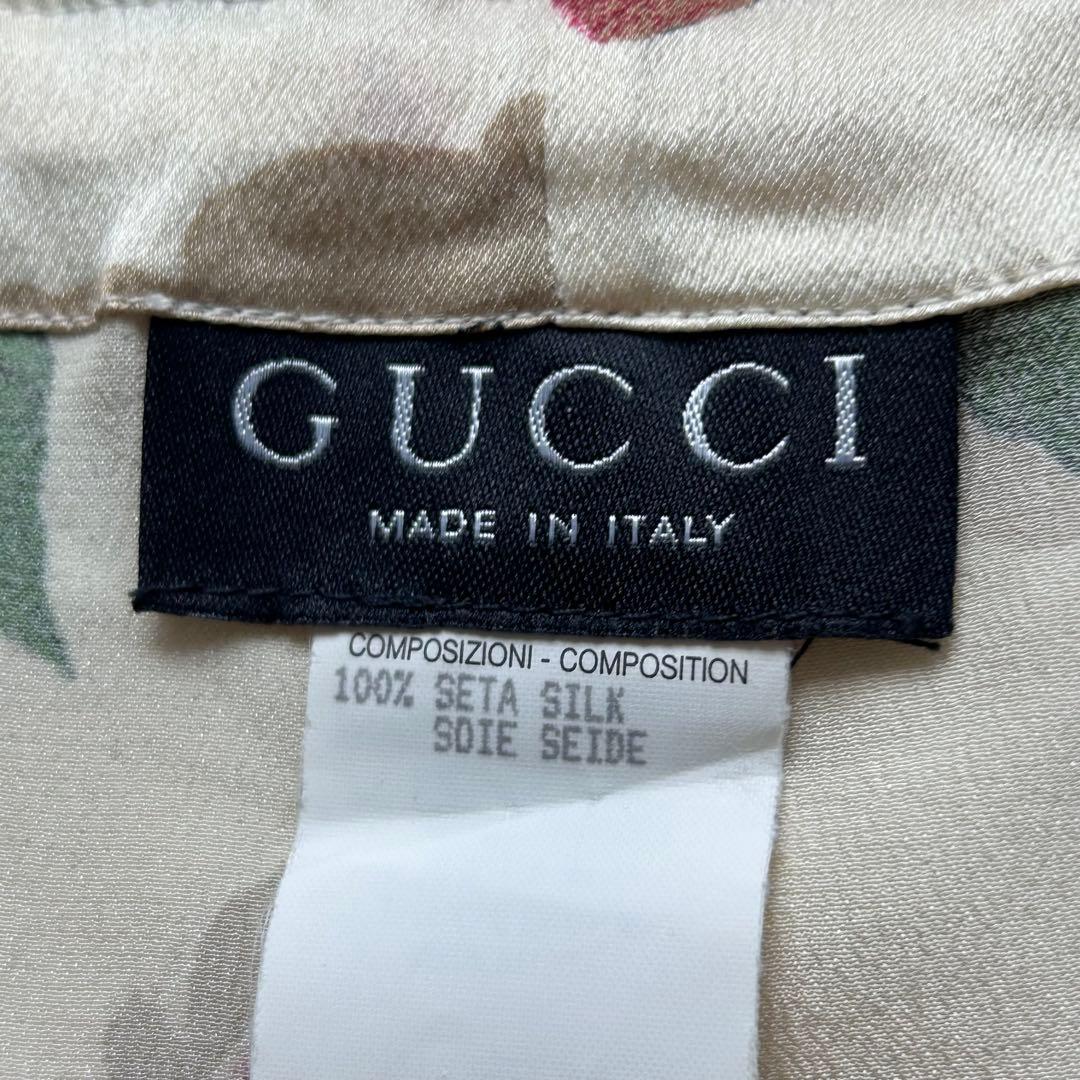 GUCCI
MADE IN ITALY
COMPOSIZIONI - COMPOSITION
100% SETA SILK
SOIE SEIDE